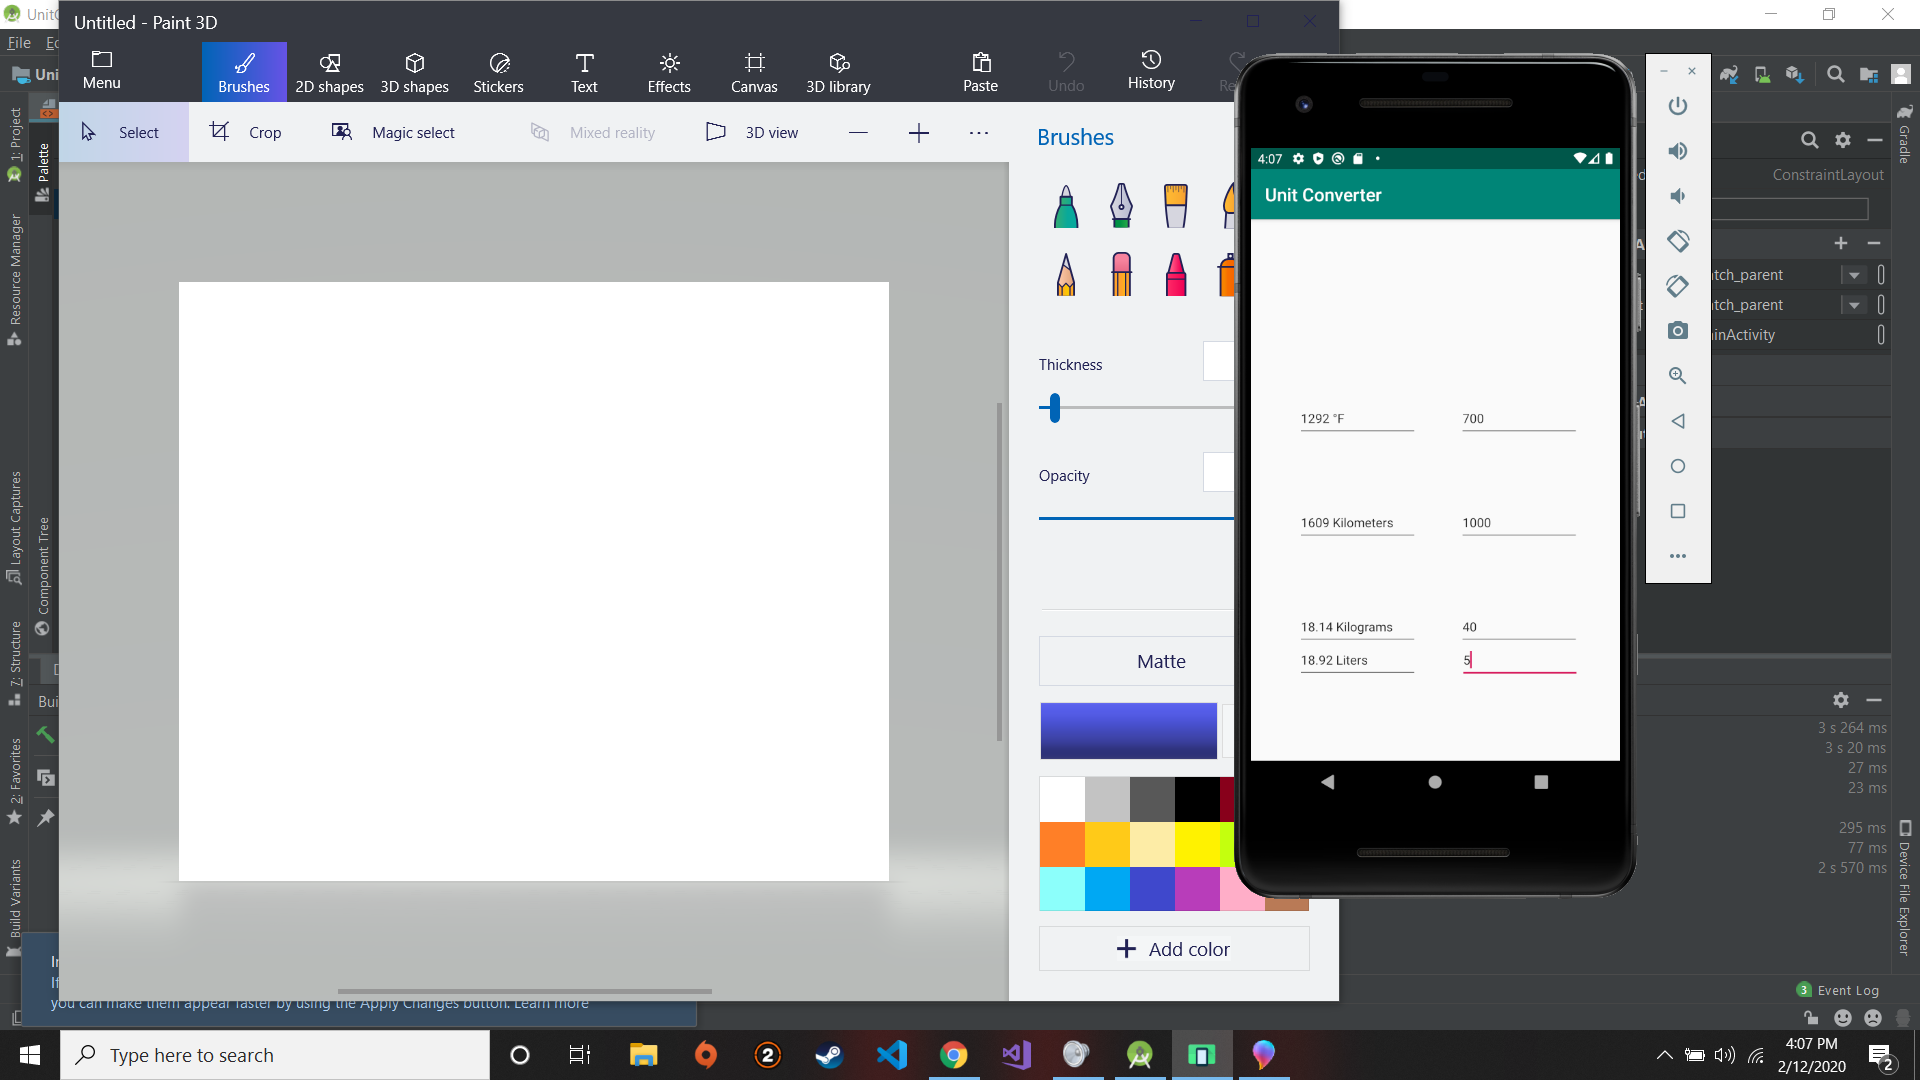 Untitled - Paint 3D
File
Menu
Brushes
2D shapes
3D shapes
Stickers
Text
Effects
Canvas
3D library
Paste
Undo
History
Select
Crop
Magic select
Mixed reality
3D view
Brushes
Thickness
Opacity
Matte
Add color
1: Project
Resource Manager
Layout Captures
7: Structure
2: Favorites
Build Variants
Palette
Component Tree
you can make them appear faster by using the Apply Changes button. Learn more
4:07
Unit Converter
1292 °F
700
1609 Kilometers
1000
18.14 Kilograms
40
18.92 Liters
5
ConstraintLayout
tch_parent
tch_parent
inActivity
3 s 264 ms
3 s 20 ms
27 ms
23 ms
295 ms
77 ms
2 s 570 ms
Gradle
Device File Explorer
3 Event Log
Type here to search
2
4:07 PM
2/12/2020
2